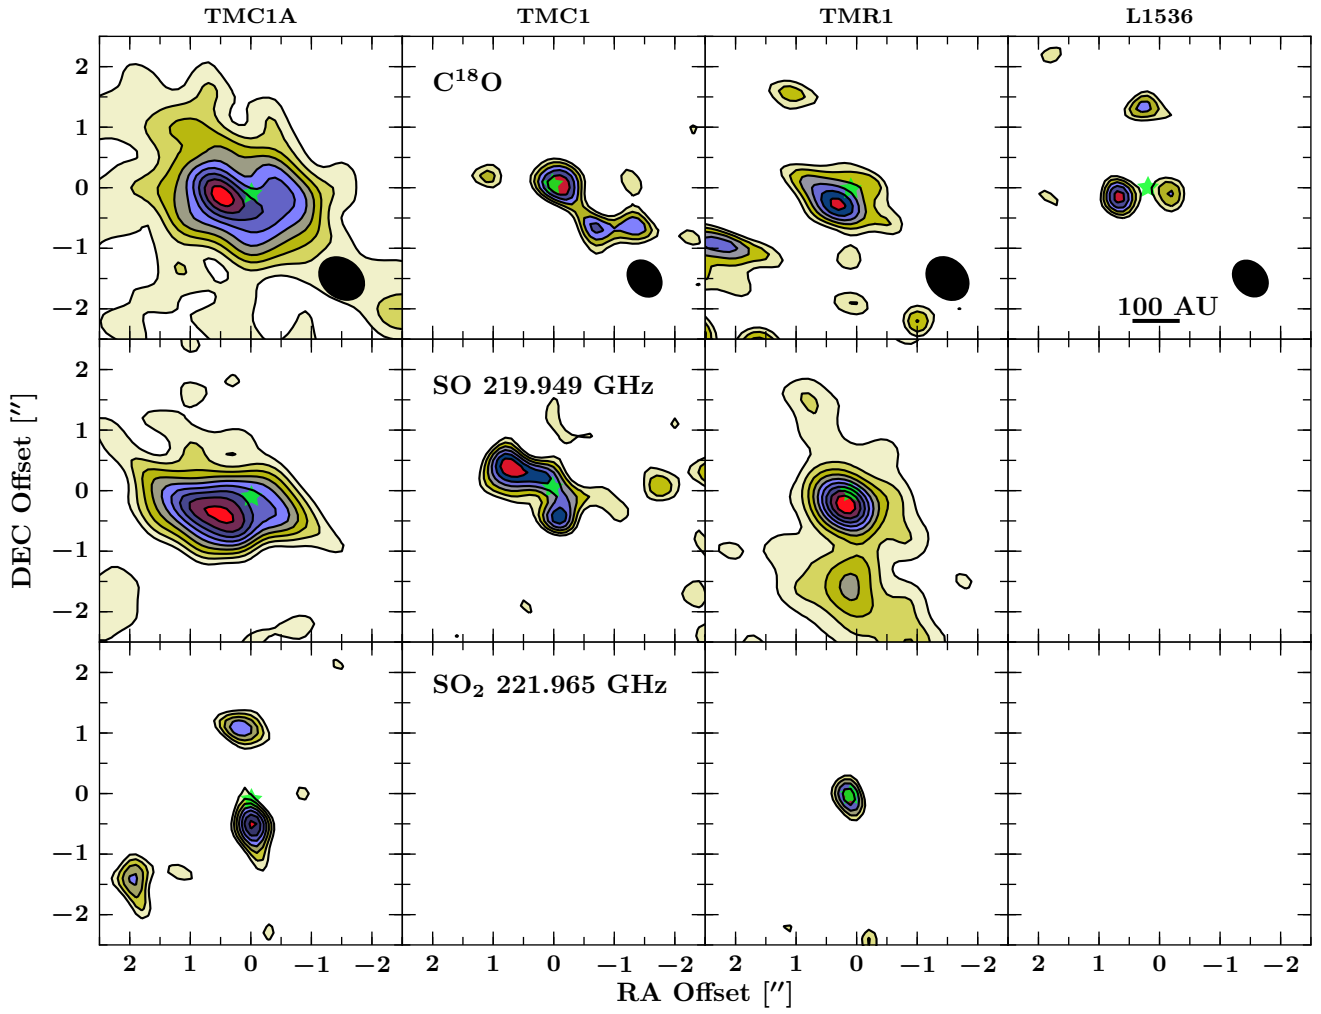 TMC1A TMC1 TMR1 L1536
2 1 0 −1 −2
C¹⁸O
100 AU
2 1 0 −1 −2
SO 219.949 GHz
DEC Offset [″]
2 1 0 −1 −2
SO₂ 221.965 GHz
2 1 0 −1 −2 2 1 0 −1 −2 2 1 0 −1 −2 2 1 0 −1 −2
RA Offset [″]